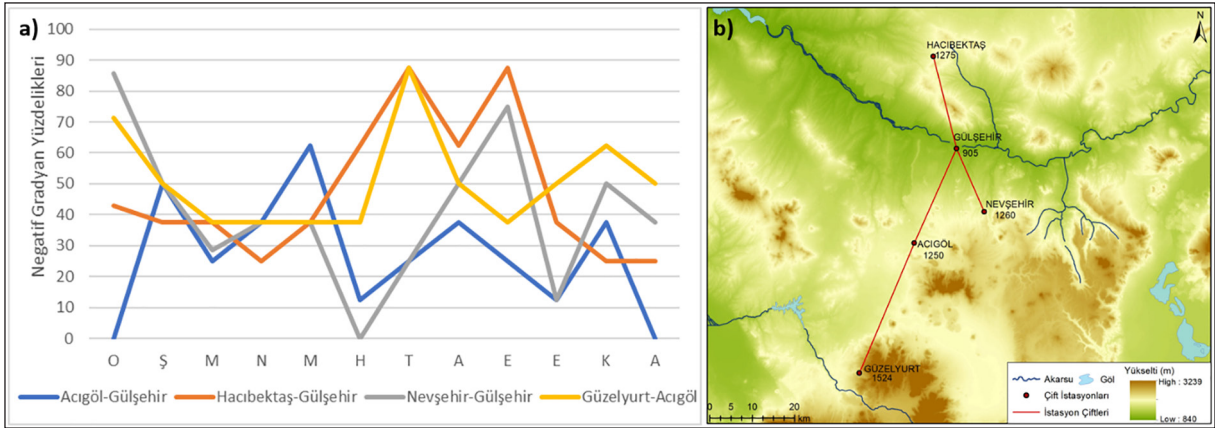 a)
Negatif Gradyan Yüzdelikleri
100
90
80
70
60
50
40
30
20
10
0
O Ş M N M H T A E E K A
Acıgöl-Gülşehir Hacıbektaş-Gülşehir Nevşehir-Gülşehir Güzelyurt-Acıgöl
b)
N
HACIBEKTAŞ
1275
GÜLŞEHİR
905
NEVŞEHİR
1260
ACIGÖL
1250
GÜZELYURT
1524
0 5 10 20
km
Akarsu Göl
Çift İstasyonları
İstasyon Çiftleri
Yükselti (m)
High : 3239
Low : 840